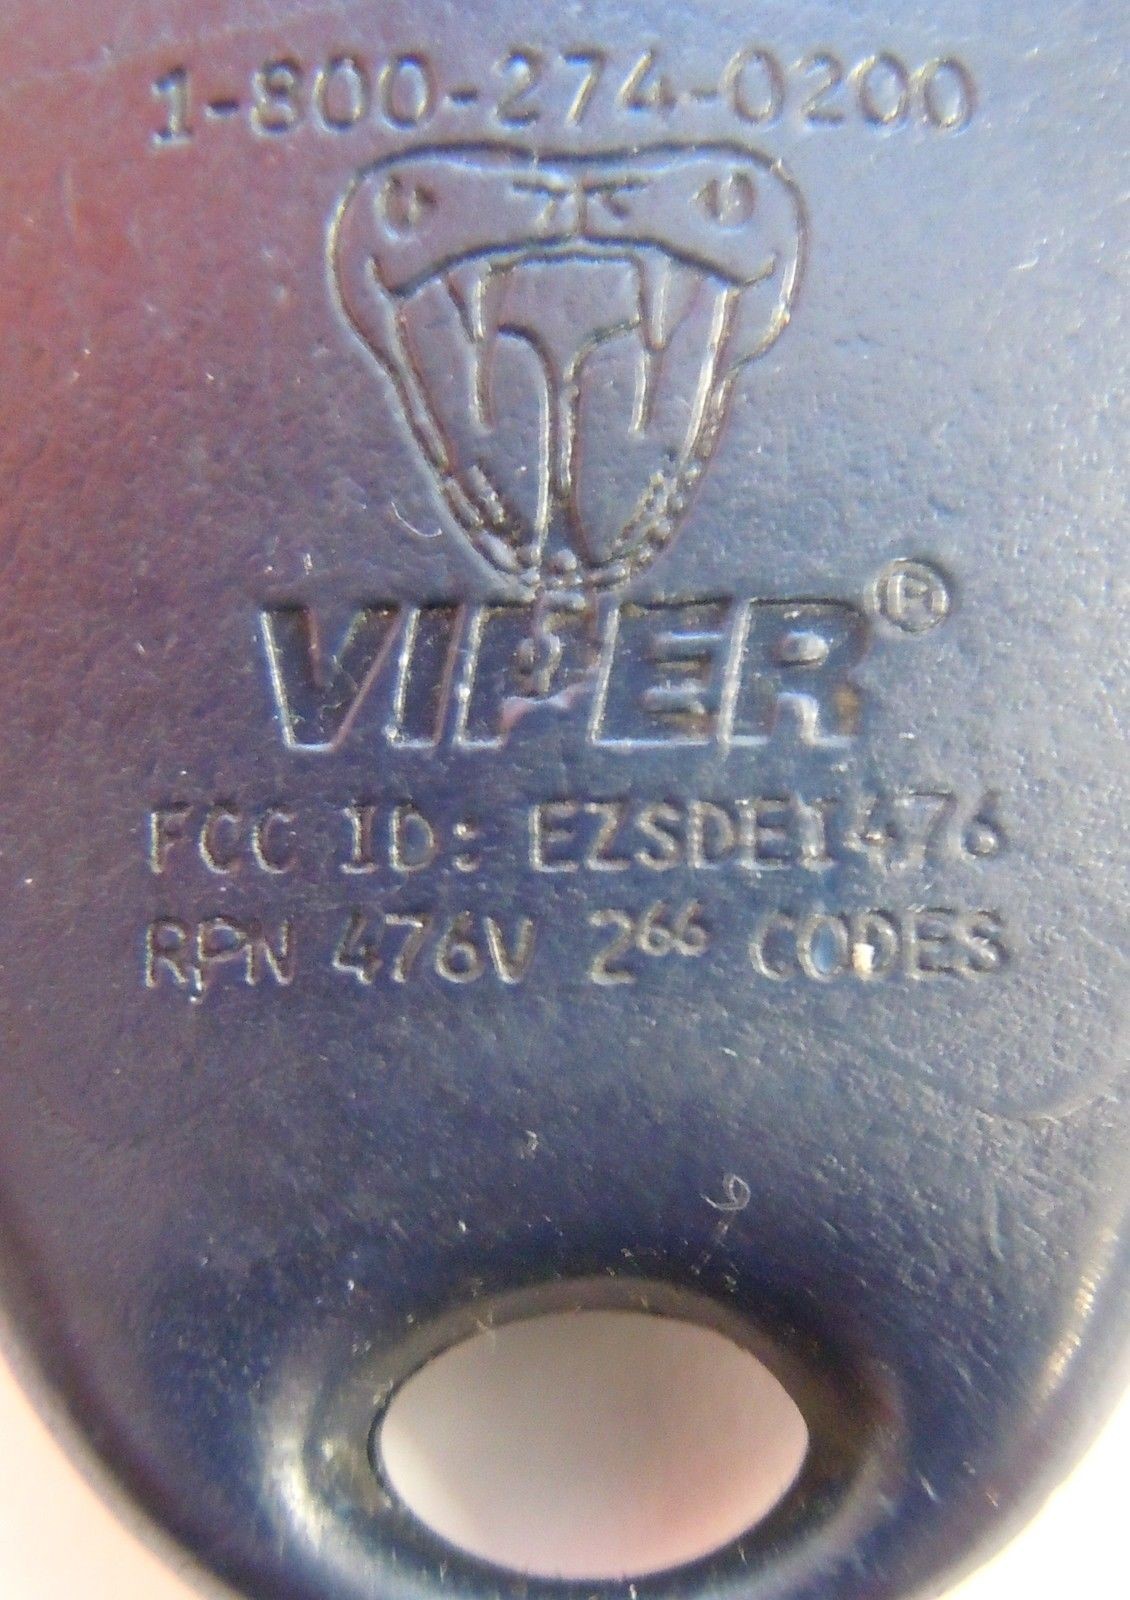 1-800-274-0200
VIPER®
FCC ID: EZSDEI476
RPN 476V 2⁶⁶ CODES